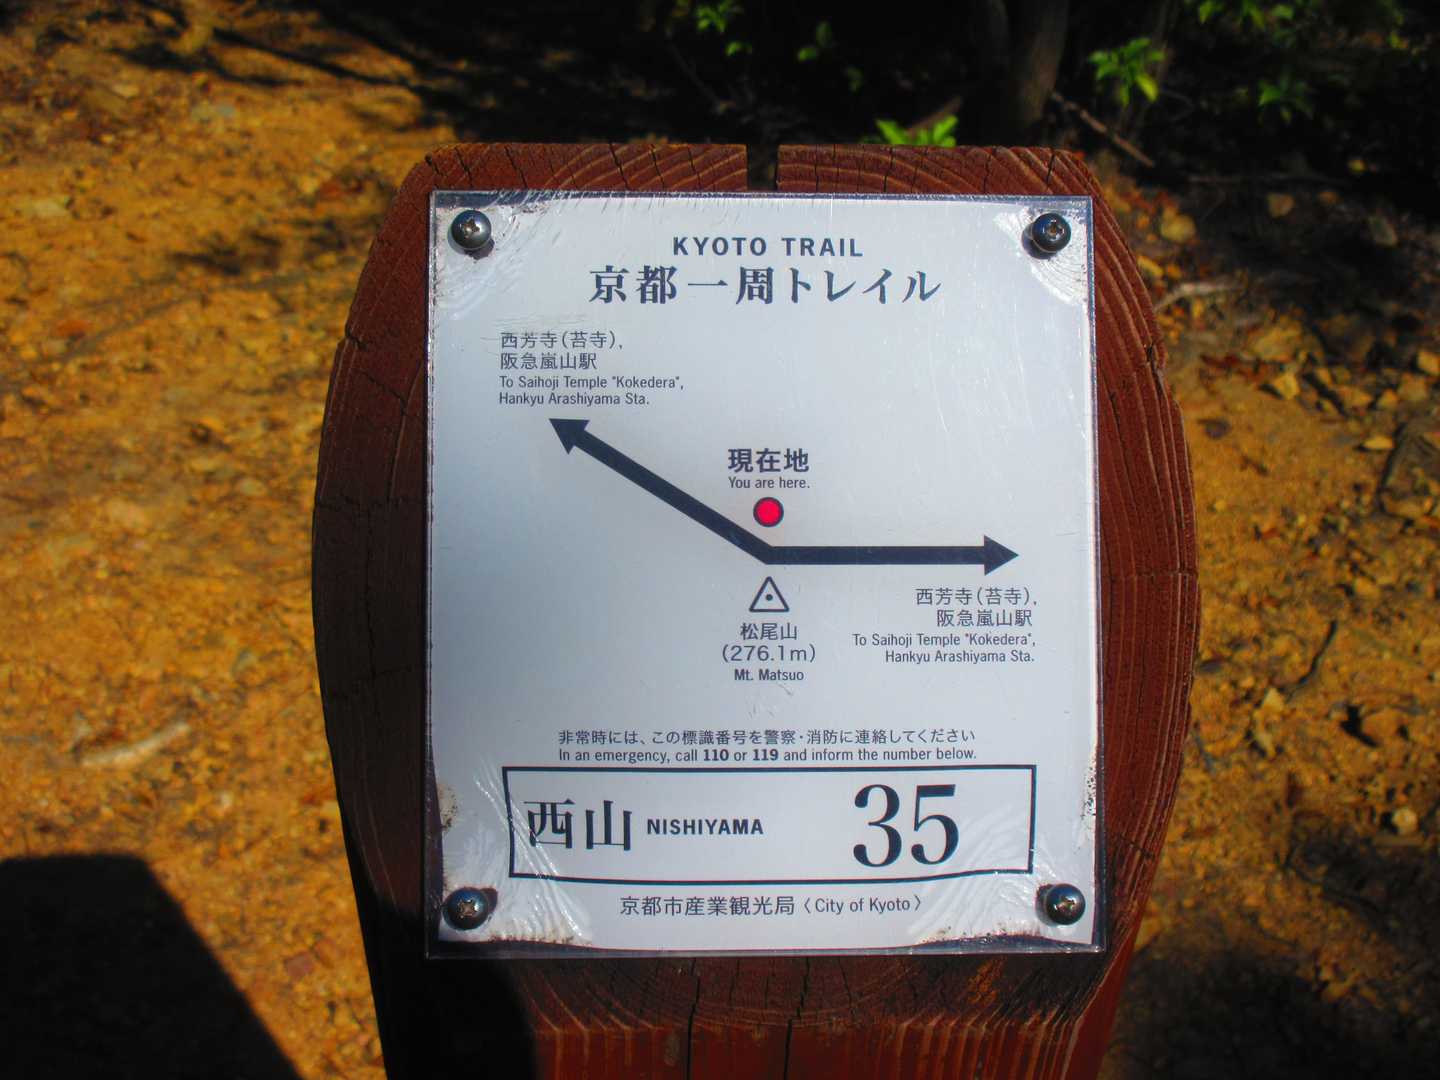 KYOTO TRAIL
京都一周トレイル
西芳寺(苔寺),
阪急嵐山駅
To Saihoji Temple "Kokedera",
Hankyu Arashiyama Sta.
現在地
You are here.
松尾山
(276.1m)
Mt. Matsuo
西芳寺(苔寺),
阪急嵐山駅
To Saihoji Temple "Kokedera",
Hankyu Arashiyama Sta.
非常時には、この標識番号を警察・消防に連絡してください
In an emergency, call 110 or 119 and inform the number below.
西山 NISHIYAMA 35
京都市産業観光局〈City of Kyoto〉